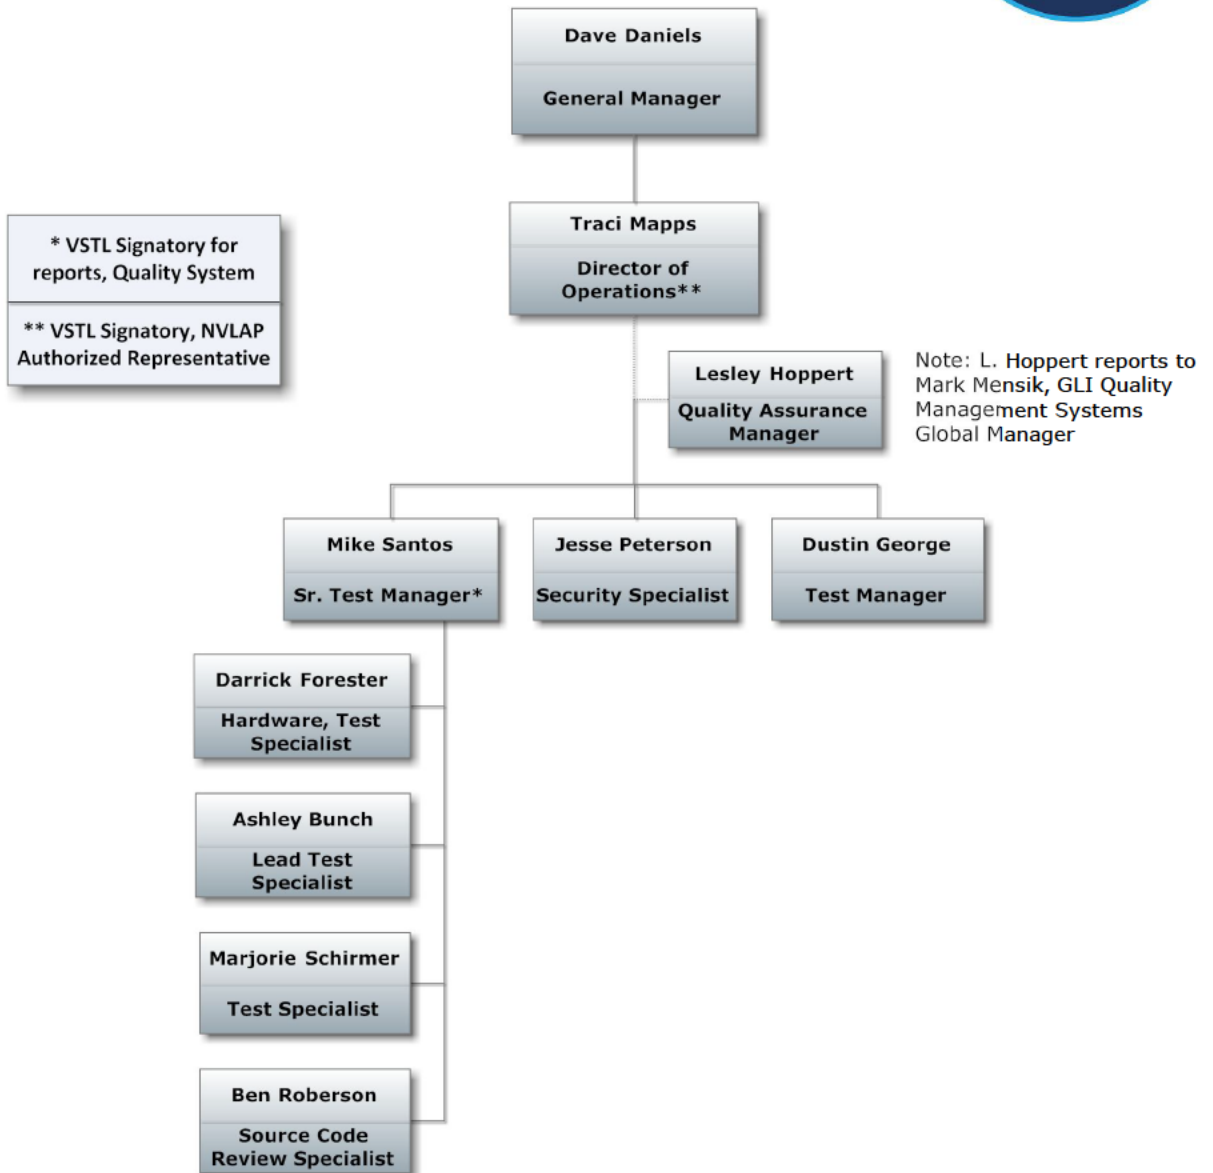 Dave Daniels
General Manager
Traci Mapps
Director of
Operations**
* VSTL Signatory for
reports, Quality System
** VSTL Signatory, NVLAP
Authorized Representative
Lesley Hoppert
Quality Assurance
Manager
Note: L. Hoppert reports to
Mark Mensik, GLI Quality
Management Systems
Global Manager
Mike Santos
Sr. Test Manager*
Jesse Peterson
Security Specialist
Dustin George
Test Manager
Darrick Forester
Hardware, Test
Specialist
Ashley Bunch
Lead Test
Specialist
Marjorie Schirmer
Test Specialist
Ben Roberson
Source Code
Review Specialist